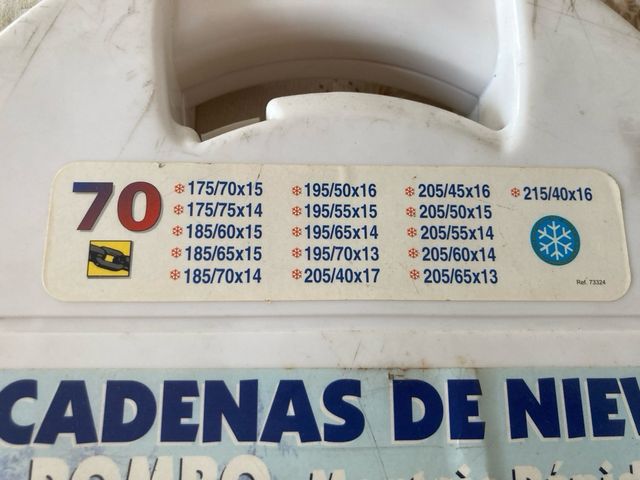 70
175/70x15
175/75x14
185/60x15
185/65x15
185/70x14
195/50x16
195/55x15
195/65x14
195/70x13
205/40x17
205/45x16
205/50x15
205/55x14
205/60x14
205/65x13
215/40x16
Ref. 73324
CADENAS DE NIEV
ROMBO